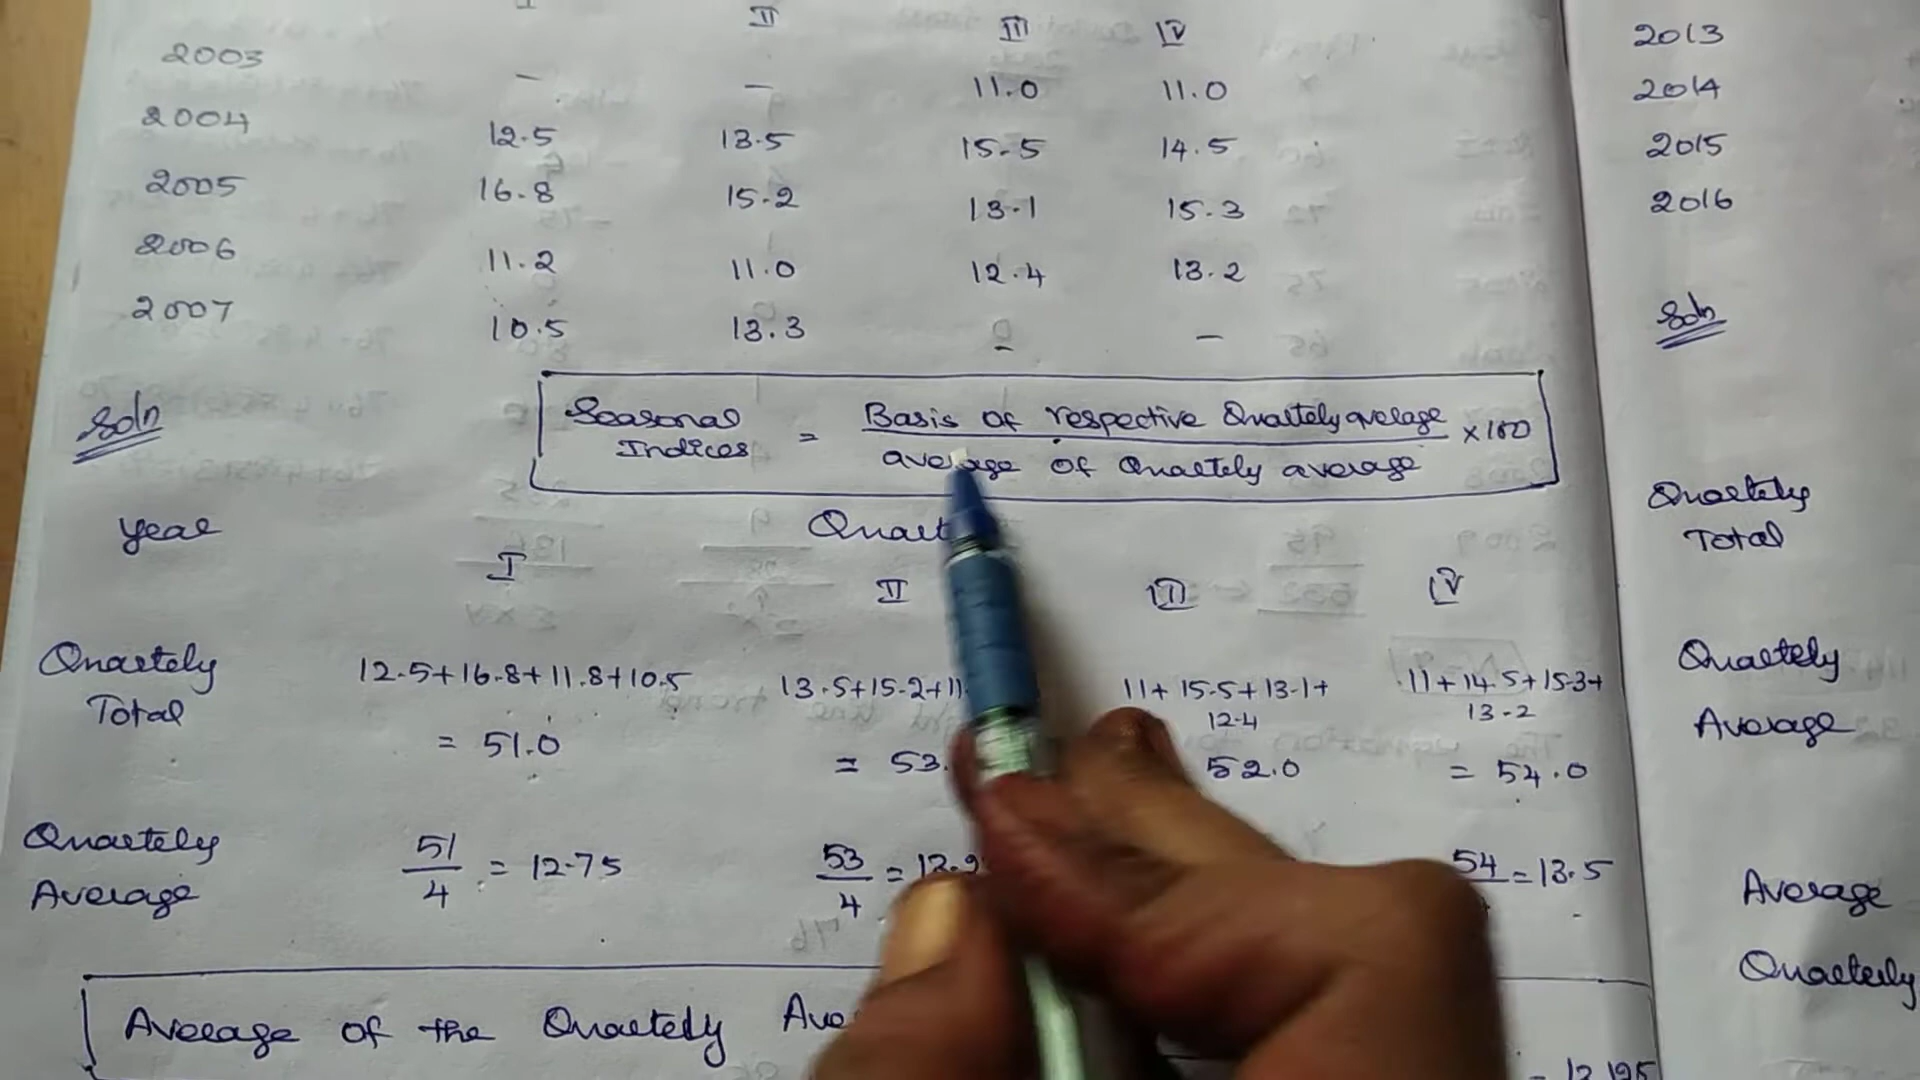 I II III IV
2003 - - 11.0 11.0
2004 12.5 13.5 15.5 14.5
2005 16.8 15.2 13.1 15.3
2006 11.2 11.0 12.4 13.2
2007 10.5 13.3 - -
Soln
Seasonal Indices = Basis of respective Quartely average
average of Quartely average × 100
Year Quart
I II III IV
Quartely Total 12.5+16.8+11.8+10.5 13.5+15.2+11 11+15.5+13.1+ 11+14.5+15.3+
12.4 13.2
= 51.0 = 53. 52.0 = 54.0
Quartely Average 51/4 = 12.75 53/4 = 54 = 13.5
Average of the Quartely
2013
2014
2015
2016
Soln
Quartely
Total
Quartely
Average
Average
Quarterly